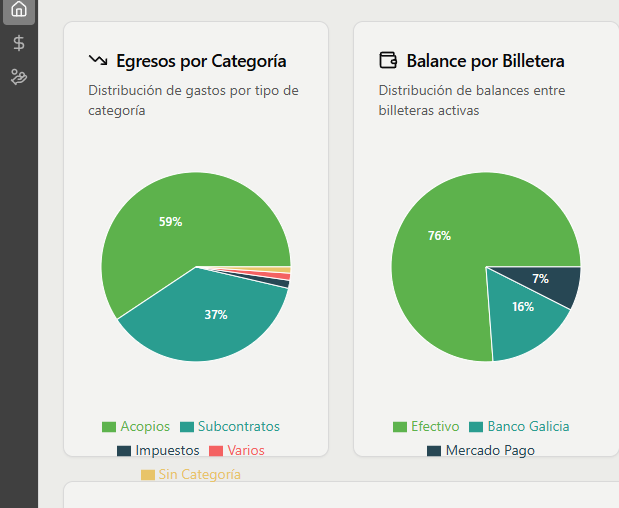 Egresos por Categoría
Distribución de gastos por tipo de
categoría
59%
37%
Acopios Subcontratos
Impuestos Varios
Sin Categoría
Balance por Billetera
Distribución de balances entre
billeteras activas
76%
7%
16%
Efectivo Banco Galicia
Mercado Pago